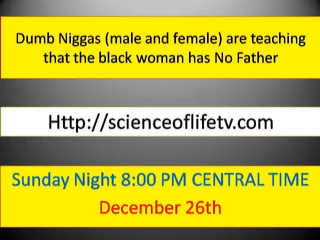 Dumb Niggas (male and female) are teaching
that the black woman has No Father
Http://scienceoflifetv.com
Sunday Night 8:00 PM CENTRAL TIME
December 26th